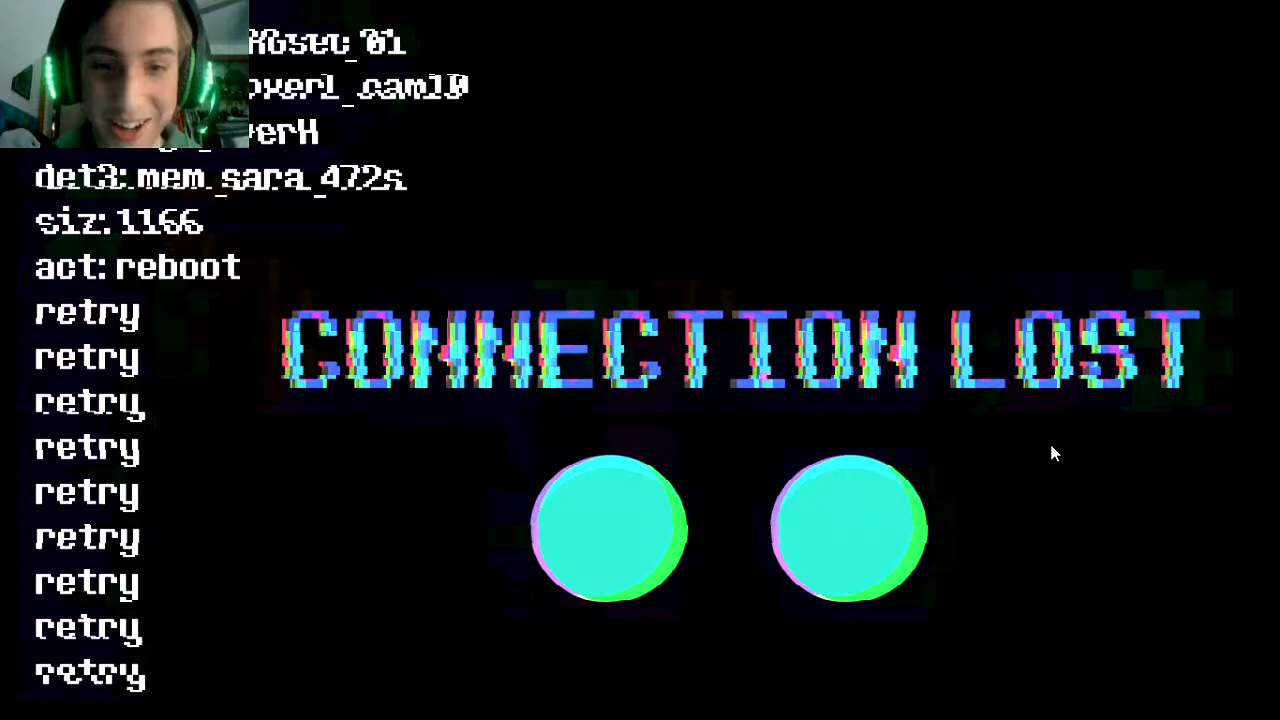 det3: mem_sara_472s
siz: 1166
act: reboot
retry
retry
retry
retry
retry
retry
retry
retry
retry
CONNECTION LOST